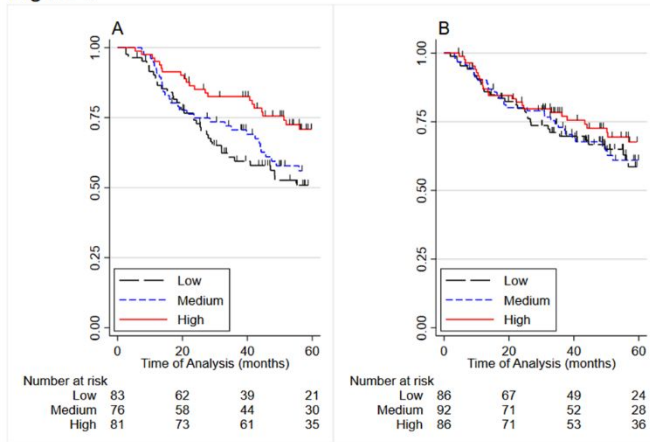 A
1.00
0.75
0.50
0.25
0.00
Low
Medium
High
0 20 40 60
Time of Analysis (months)
Number at risk
Low 83 62 39 21
Medium 76 58 44 30
High 81 73 61 35
B
1.00
0.75
0.50
0.25
0.00
Low
Medium
High
0 20 40 60
Time of Analysis (months)
Number at risk
Low 86 67 49 24
Medium 92 71 52 28
High 86 71 53 36